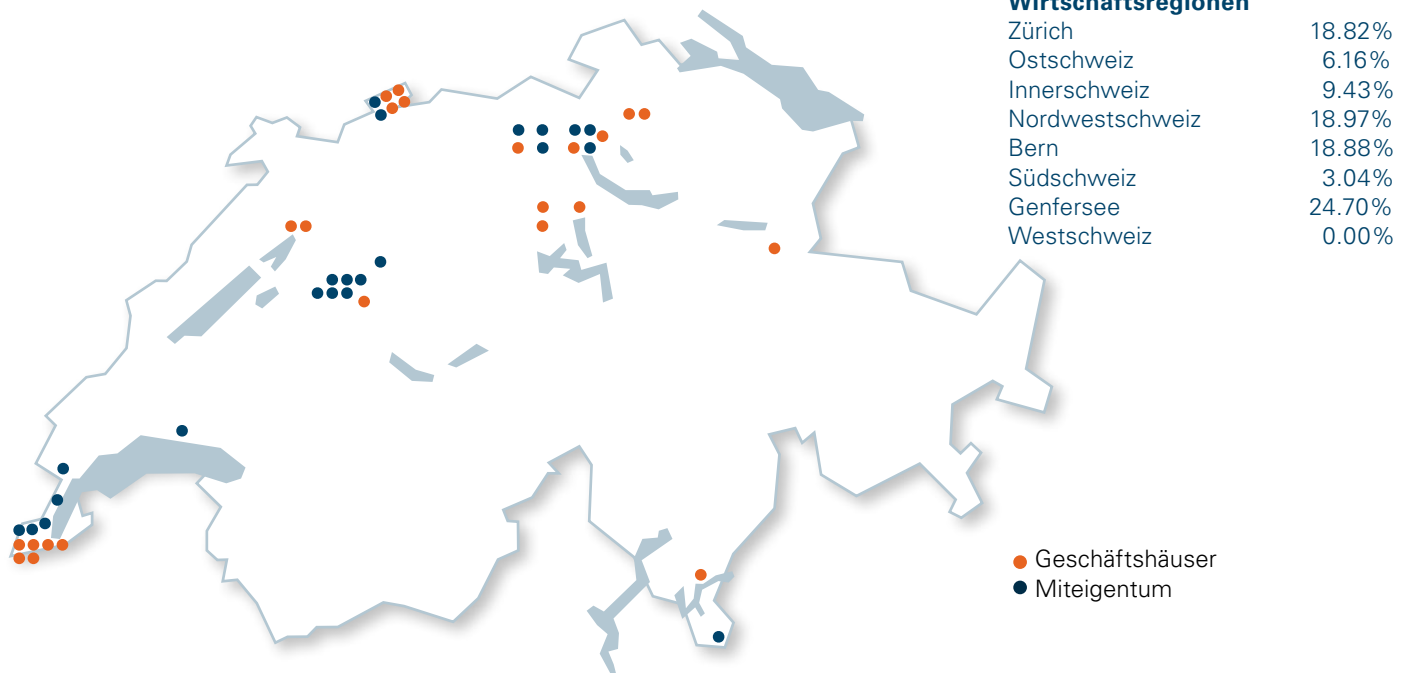 Wirtschaftsregionen
Zürich 18.82%
Ostschweiz 6.16%
Innerschweiz 9.43%
Nordwestschweiz 18.97%
Bern 18.88%
Südschweiz 3.04%
Genfersee 24.70%
Westschweiz 0.00%
Geschäftshäuser
Miteigentum